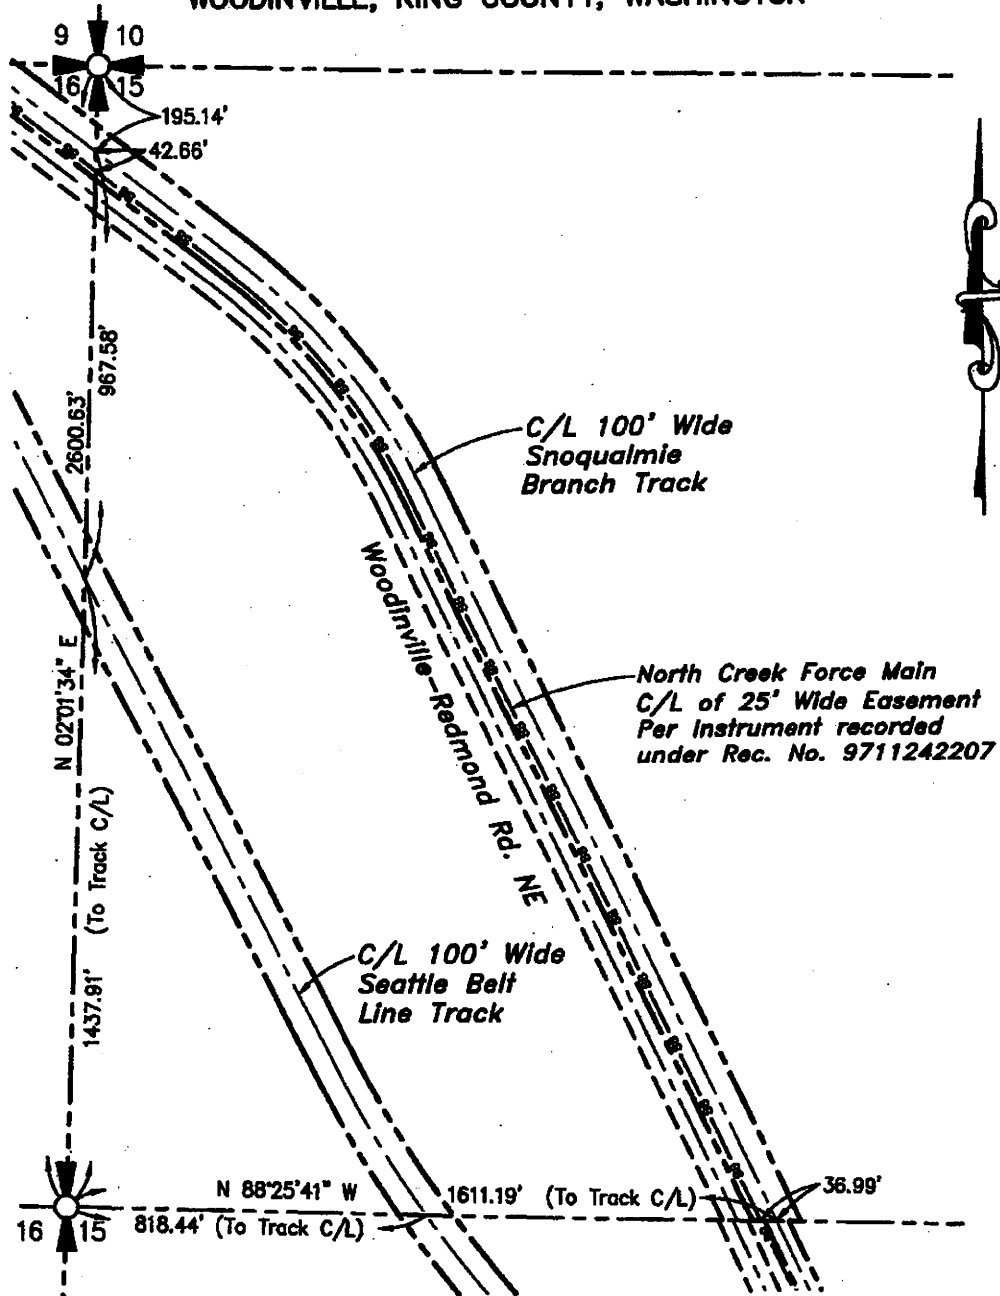 WOODINVILLE, KING COUNTY, WASHINGTON
9 10
16 15
195.14'
42.66'
967.58'
2600.63'
C/L 100' Wide
Snoqualmie
Branch Track
Woodinville-Redmond Rd. NE
N 02°01'34" E
North Creek Force Main
C/L of 25' Wide Easement
Per Instrument recorded
under Rec. No. 9711242207
(To Track C/L)
1437.91'
C/L 100' Wide
Seattle Belt
Line Track
N 88°25'41" W
1611.19' (To Track C/L)
36.99'
16 15
818.44' (To Track C/L)